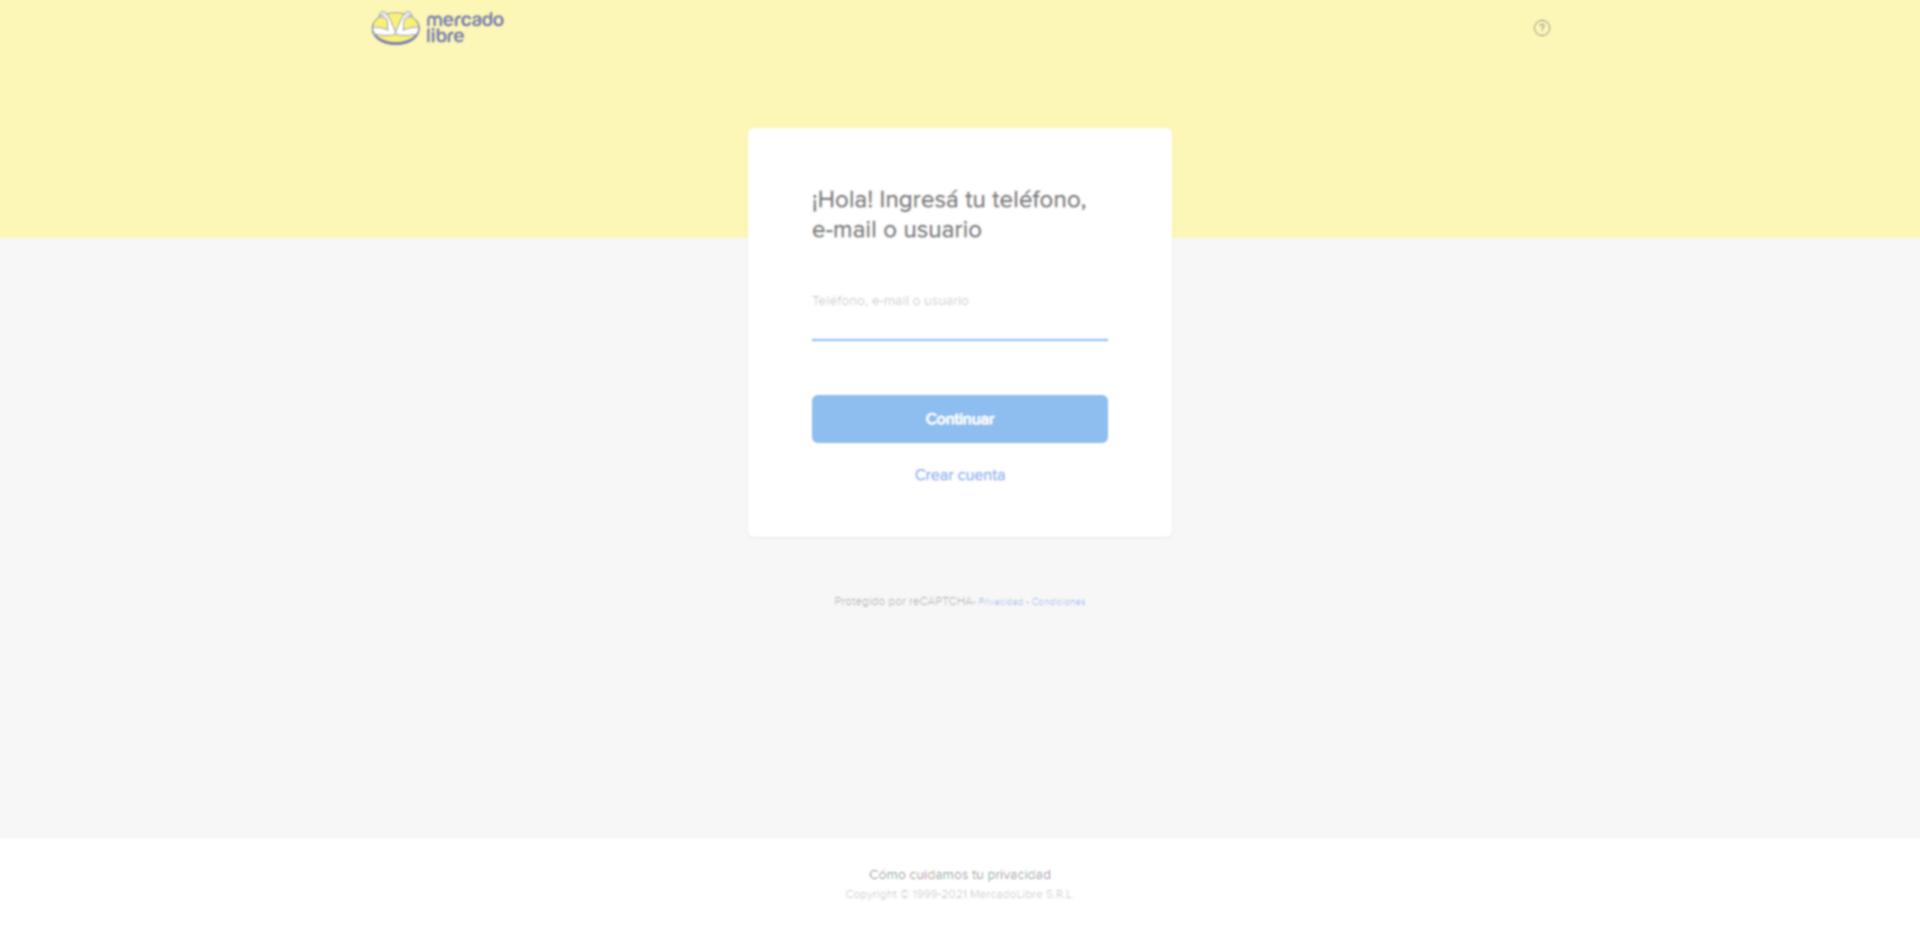 mercado
libre
?
¡Hola! Ingresá tu teléfono,
e-mail o usuario
Teléfono, e-mail o usuario
Continuar
Crear cuenta
Protegido por reCAPTCHA- Privacidad - Condiciones
Cómo cuidamos tu privacidad
Copyright © 1999-2021 MercadoLibre S.R.L.